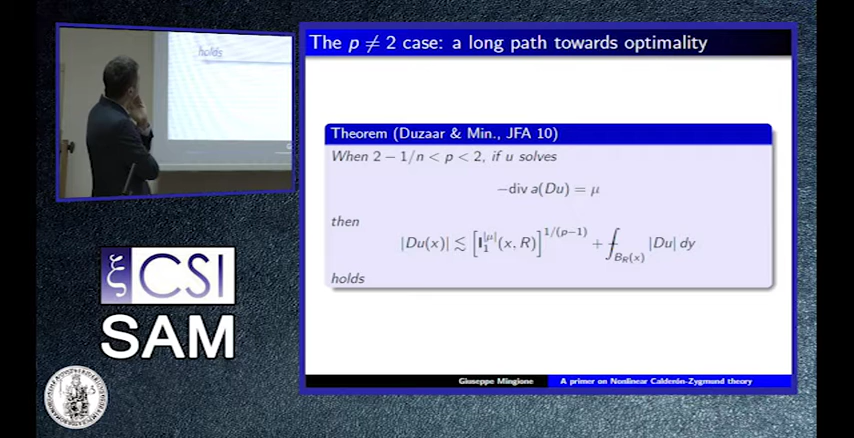 holds
The p ≠ 2 case: a long path towards optimality
Theorem (Duzaar & Min., JFA 10)
When 2 − 1/n < p < 2, if u solves
−div a(Du) = μ
then
|Du(x)| ≲ [I₁^{|μ|}(x, R)]^{1/(p−1)} + ⨍_{B_R(x)} |Du| dy
holds
ξ CSI
SAM
Giuseppe Mingione A primer on Nonlinear Calderón-Zygmund theory